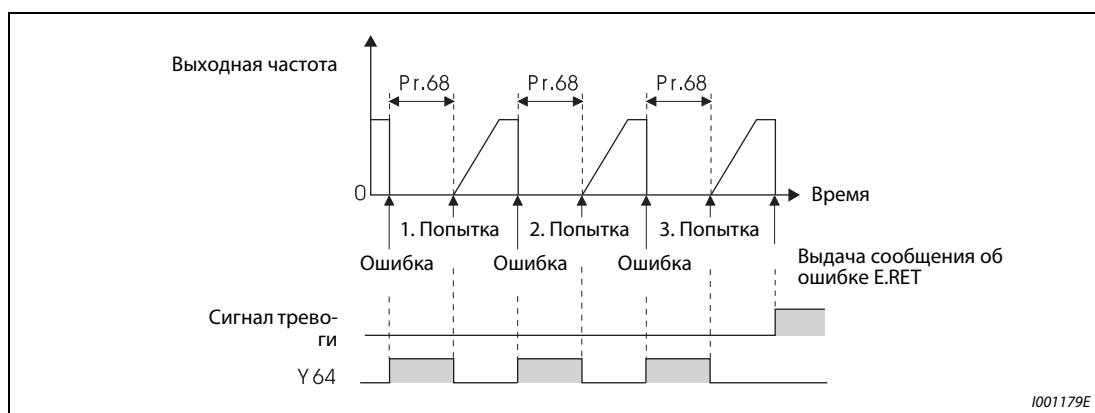 Выходная частота
Pr.68 Pr.68 Pr.68
0
Время
1. Попытка 2. Попытка 3. Попытка
Ошибка Ошибка Ошибка
Выдача сообщения об
ошибке E.RET
Сигнал трево-
ги
Y64
I001179E